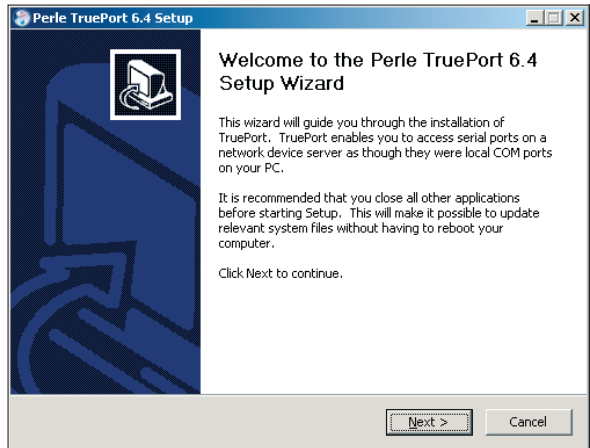 Perle TruePort 6.4 Setup
Welcome to the Perle TruePort 6.4
Setup Wizard
This wizard will guide you through the installation of
TruePort. TruePort enables you to access serial ports on a
network device server as though they were local COM ports
on your PC.
It is recommended that you close all other applications
before starting Setup. This will make it possible to update
relevant system files without having to reboot your
computer.
Click Next to continue.
Next > Cancel